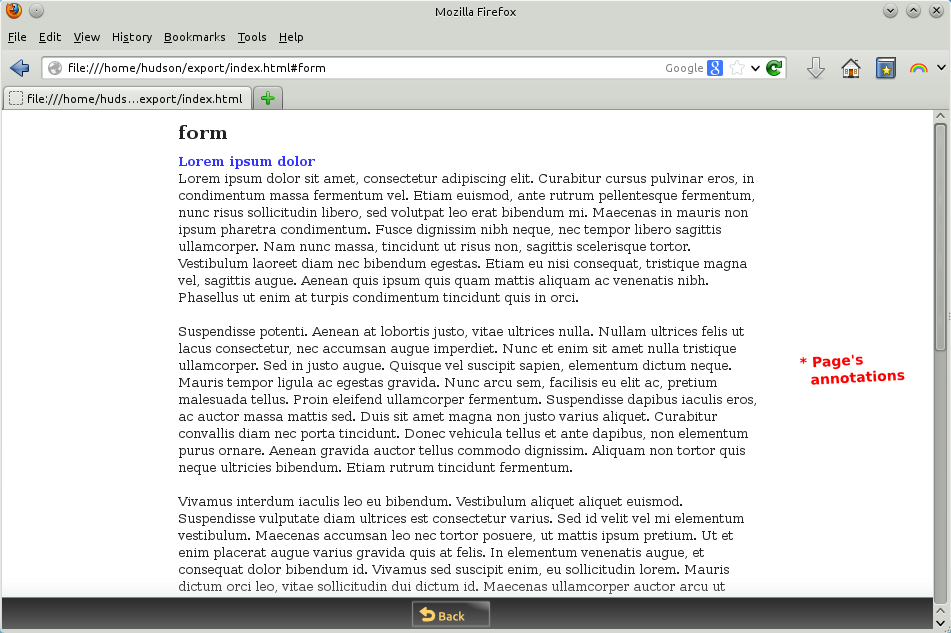 Mozilla Firefox
File Edit View History Bookmarks Tools Help
file:///home/hudson/export/index.html#form Google 8
file:///home/huds...export/index.html
form
Lorem ipsum dolor
Lorem ipsum dolor sit amet, consectetur adipiscing elit. Curabitur cursus pulvinar eros, in
condimentum massa fermentum vel. Etiam euismod, ante rutrum pellentesque fermentum,
nunc risus sollicitudin libero, sed volutpat leo erat bibendum mi. Maecenas in mauris non
ipsum pharetra condimentum. Fusce dignissim nibh neque, nec tempor libero sagittis
ullamcorper. Nam nunc massa, tincidunt ut risus non, sagittis scelerisque tortor.
Vestibulum laoreet diam nec bibendum egestas. Etiam eu nisi consequat, tristique magna
vel, sagittis augue. Aenean quis ipsum quis quam mattis aliquam ac venenatis nibh.
Phasellus ut enim at turpis condimentum tincidunt quis in orci.
Suspendisse potenti. Aenean at lobortis justo, vitae ultrices nulla. Nullam ultrices felis ut
lacus consectetur, nec accumsan augue imperdiet. Nunc et enim sit amet nulla tristique
ullamcorper. Sed in justo augue. Quisque vel suscipit sapien, elementum dictum neque.
Mauris tempor ligula ac egestas gravida. Nunc arcu sem, facilisis eu elit ac, pretium
malesuada tellus. Proin eleifend ullamcorper fermentum. Suspendisse dapibus iaculis eros,
ac auctor massa mattis sed. Duis sit amet magna non justo varius aliquet. Curabitur
convallis diam nec porta tincidunt. Donec vehicula tellus et ante dapibus, non elementum
purus ornare. Aenean gravida auctor tellus commodo dignissim. Aliquam non tortor quis
neque ultricies bibendum. Etiam rutrum tincidunt fermentum.
* Page's
annotations
Vivamus interdum iaculis leo eu bibendum. Vestibulum aliquet aliquet euismod.
Suspendisse vulputate diam ultrices est consectetur varius. Sed id velit vel mi elementum
vestibulum. Maecenas accumsan leo nec tortor posuere, ut mattis ipsum pretium. Ut et
enim placerat augue varius gravida quis at felis. In elementum venenatis augue, et
consequat dolor bibendum id. Vivamus sed suscipit enim, eu sollicitudin lorem. Mauris
dictum orci leo, vitae sollicitudin dui dictum id. Maecenas ullamcorper auctor arcu ut
Back